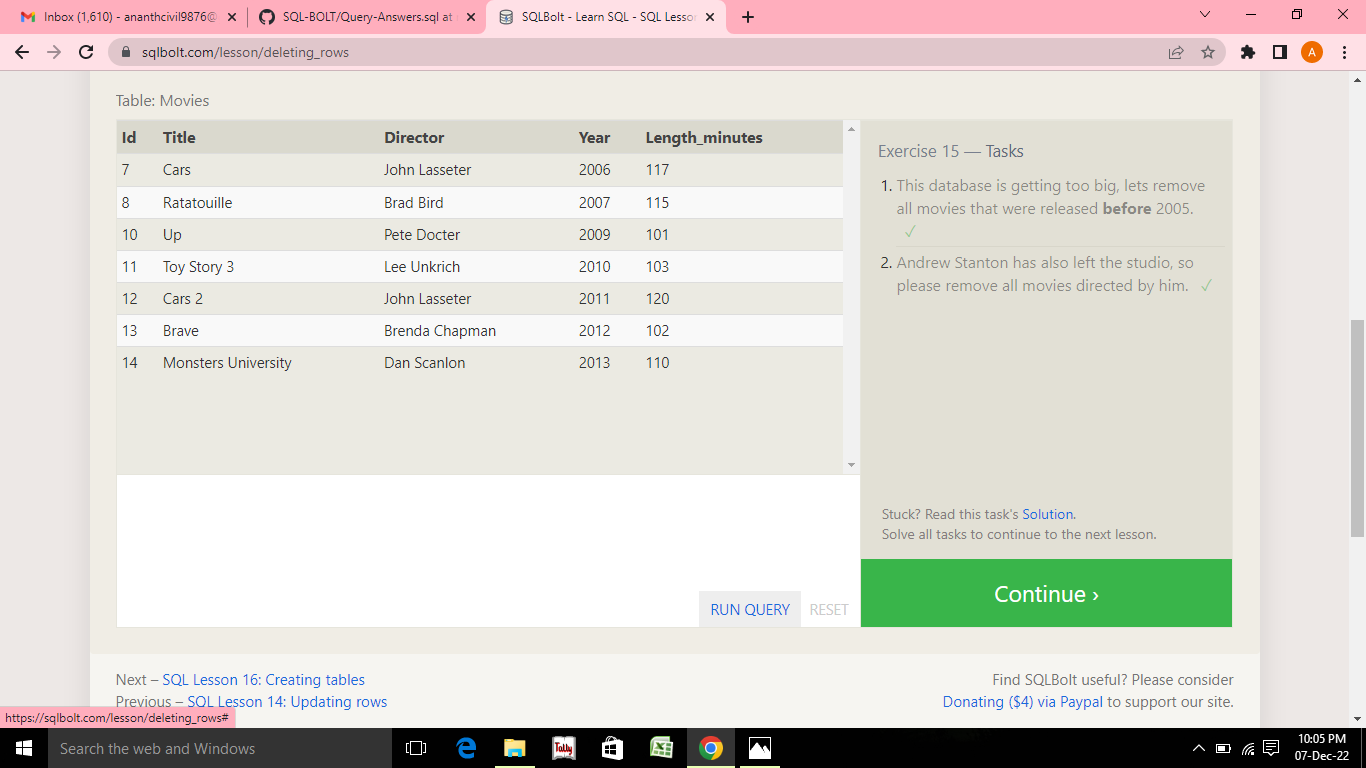 Inbox (1,610) - ananthcivil9876@
SQL-BOLT/Query-Answers.sql at
SQLBolt - Learn SQL - SQL Lesso
sqlbolt.com/lesson/deleting_rows
A
Table: Movies
Id Title Director Year Length_minutes
7 Cars John Lasseter 2006 117
8 Ratatouille Brad Bird 2007 115
10 Up Pete Docter 2009 101
11 Toy Story 3 Lee Unkrich 2010 103
12 Cars 2 John Lasseter 2011 120
13 Brave Brenda Chapman 2012 102
14 Monsters University Dan Scanlon 2013 110
RUN QUERY RESET
Exercise 15 — Tasks
1. This database is getting too big, lets remove
all movies that were released before 2005.
✓
2. Andrew Stanton has also left the studio, so
please remove all movies directed by him. ✓
Stuck? Read this task's Solution.
Solve all tasks to continue to the next lesson.
Continue ›
Next – SQL Lesson 16: Creating tables
Previous – SQL Lesson 14: Updating rows
Find SQLBolt useful? Please consider
Donating ($4) via Paypal to support our site.
https://sqlbolt.com/lesson/deleting_rows#
Search the web and Windows
Tally
10:05 PM
07-Dec-22